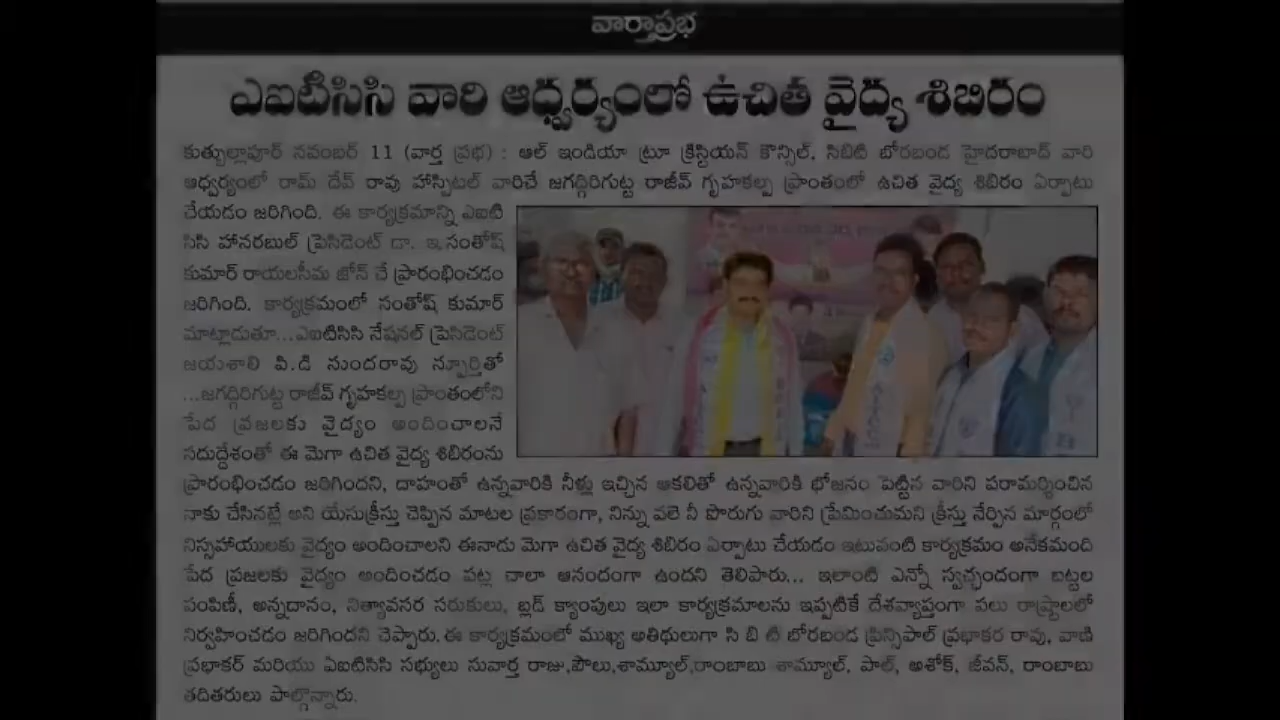 వార్తాప్రభ
ఎఐటిసిసి వారి ఆధ్వర్యంలో ఉచిత వైద్య శిబిరం
కుత్బుల్లాపూర్ నవంబర్ 11 (వార్త ప్రభ) : ఆల్ ఇండియా ట్రూ క్రిస్టియన్ కౌన్సిల్, సిబిటి బోరబండ హైదరాబాద్ వారి
ఆధ్వర్యంలో రామ్ దేవ్ రావు హాస్పిటల్ వారిచే జగద్గిరిగుట్ట రాజీవ్ గృహకల్ప ప్రాంతంలో ఉచిత వైద్య శిబిరం ఏర్పాటు
చేయడం జరిగింది. ఈ కార్యక్రమాన్ని ఎఐటి
సిసి హానరబుల్ ప్రెసిడెంట్ డా. ఇ.సంతోష్
కుమార్ రాయలసీమ జోన్ చే ప్రారంభించడం
జరిగింది. కార్యక్రమంలో సంతోష్ కుమార్
మాట్లాడుతూ...ఎఐటిసిసి నేషనల్ ప్రెసిడెంట్
జయశాలి పి.డి సుందరావు స్ఫూర్తితో
...జగద్గిరిగుట్ట రాజీవ్ గృహకల్ప ప్రాంతంలోని
పేద ప్రజలకు వైద్యం అందించాలనే
సదుద్దేశంతో ఈ మెగా ఉచిత వైద్య శిబిరంను
ప్రారంభించడం జరిగిందని, దాహంతో ఉన్నవారికి నీళ్లు ఇచ్చిన ఆకలితో ఉన్నవారికి భోజనం పెట్టిన వారిని పరామర్శించిన
నాకు చేసినట్లే అని యేసుక్రీస్తు చెప్పిన మాటల ప్రకారంగా, నిన్ను వలె నీ పొరుగు వారిని ప్రేమించుమని క్రీస్తు నేర్పిన మార్గంలో
నిస్సహాయులకు వైద్యం అందించాలని ఈనాడు మెగా ఉచిత వైద్య శిబిరం ఏర్పాటు చేయడం ఇటువంటి కార్యక్రమం అనేకమంది
పేద ప్రజలకు వైద్యం అందించడం పట్ల చాలా ఆనందంగా ఉందని తెలిపారు... ఇలాంటి ఎన్నో స్వచ్ఛందంగా బట్టల
పంపిణీ, అన్నదానం, నిత్యావసర సరుకులు, బ్లడ్ క్యాంపులు ఇలా కార్యక్రమాలను ఇప్పటికే దేశవ్యాప్తంగా పలు రాష్ట్రాలలో
నిర్వహించడం జరిగిందని చెప్పారు. ఈ కార్యక్రమంలో ముఖ్య అతిథులుగా సి బి టి బోరబండ ప్రిన్సిపాల్ ప్రభాకర రావు, వాణి
ప్రభాకర్ మరియు ఏఐటిసిసి సభ్యులు సువార్త రాజు,పౌలు,శామ్యూల్,రాంబాబు శామ్యూల్, పాల్, అశోక్, జీవన్, రాంబాబు
తదితరులు పాల్గొన్నారు.